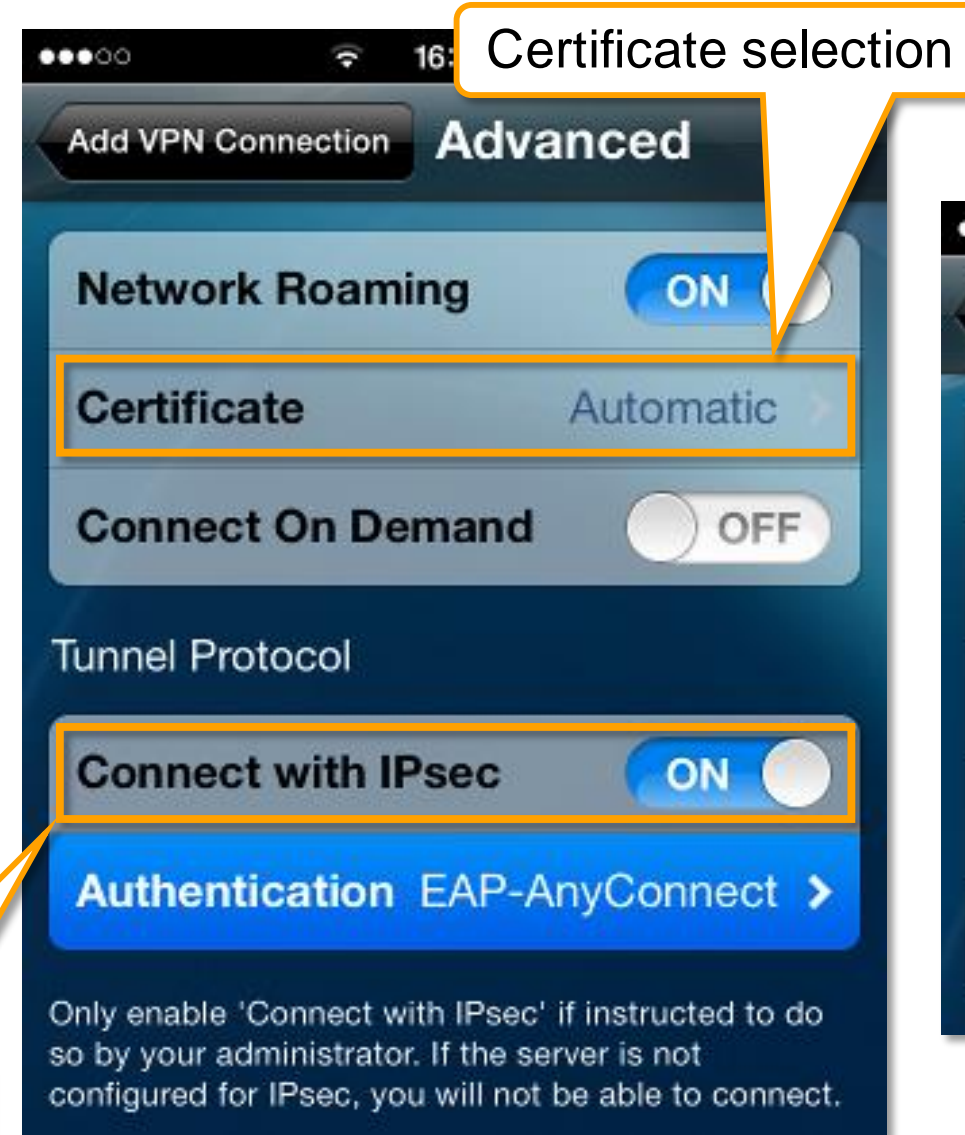 Certificate selection
16:
Add VPN Connection
Advanced
Network Roaming ON
Certificate Automatic
Connect On Demand OFF
Tunnel Protocol
Connect with IPsec ON
Authentication EAP-AnyConnect
Only enable 'Connect with IPsec' if instructed to do
so by your administrator. If the server is not
configured for IPsec, you will not be able to connect.